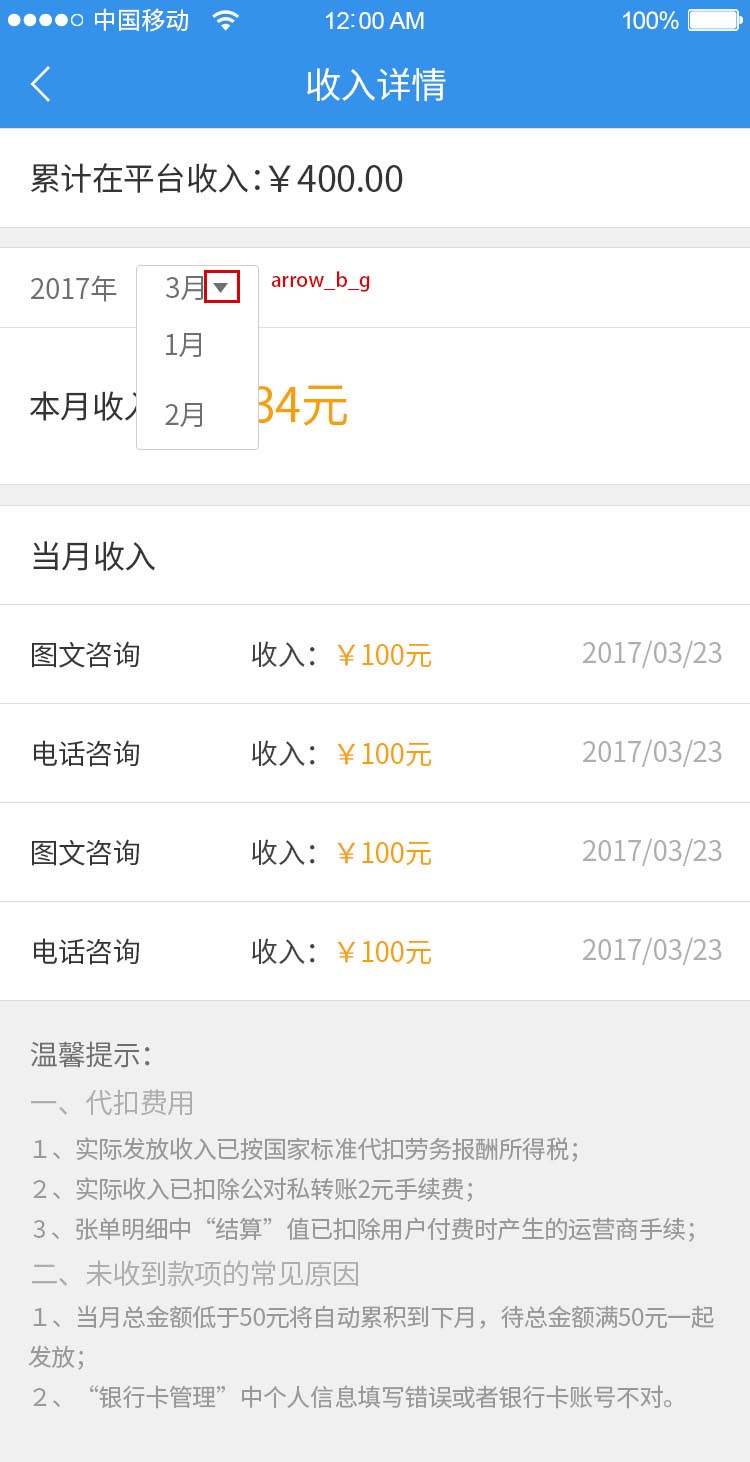 中国移动 12:00 AM 100%
收入详情
累计在平台收入:￥400.00
2017年 3月 arrow_b_g
1月
本月收 34元
2月
当月收入
图文咨询 收入：￥100元 2017/03/23
电话咨询 收入：￥100元 2017/03/23
图文咨询 收入：￥100元 2017/03/23
电话咨询 收入：￥100元 2017/03/23
温馨提示：
一、代扣费用
1、实际发放收入已按国家标准代扣劳务报酬所得税；
2、实际收入已扣除公对私转账2元手续费；
3、张单明细中“结算”值已扣除用户付费时产生的运营商手续；
二、未收到款项的常见原因
1、当月总金额低于50元将自动累积到下月，待总金额满50元一起
发放；
2、“银行卡管理”中个人信息填写错误或者银行卡账号不对。